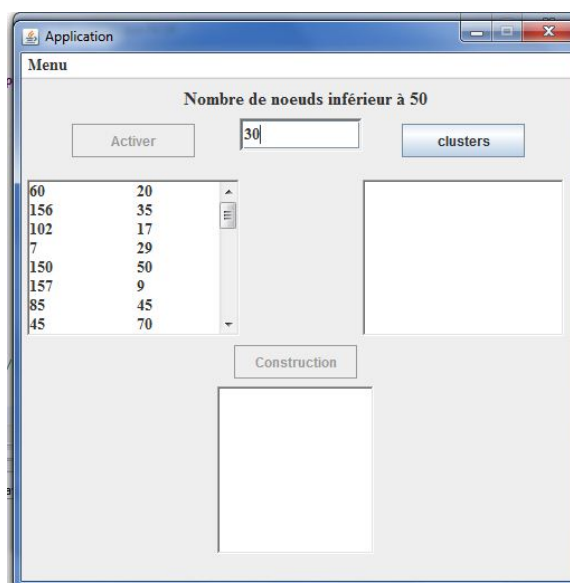 Application
Menu
Nombre de noeuds inférieur à 50
Activer
30
clusters
60 20
156 35
102 17
7 29
150 50
157 9
85 45
45 70
Construction